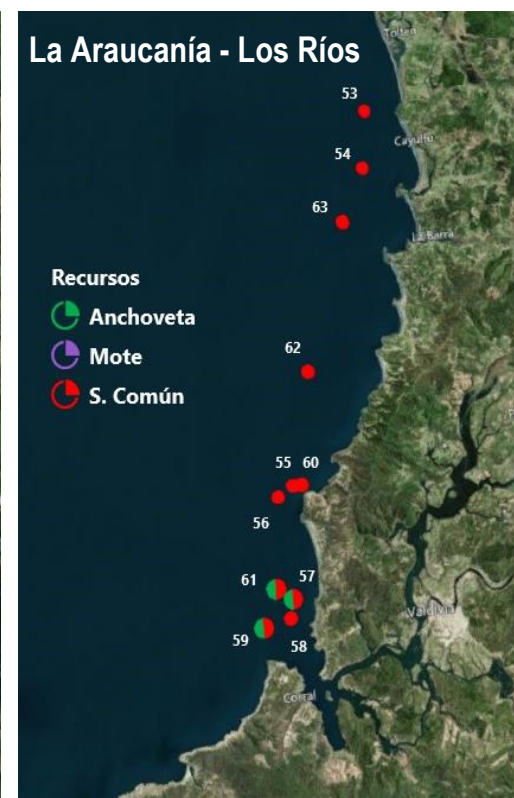 La Araucanía - Los Ríos
Toltén
53
Cayulfú
54
63
La Barra
Recursos
Anchoveta
Mote
S. Común
62
55 60
56
61 57
Valdivia
59 58
Corral